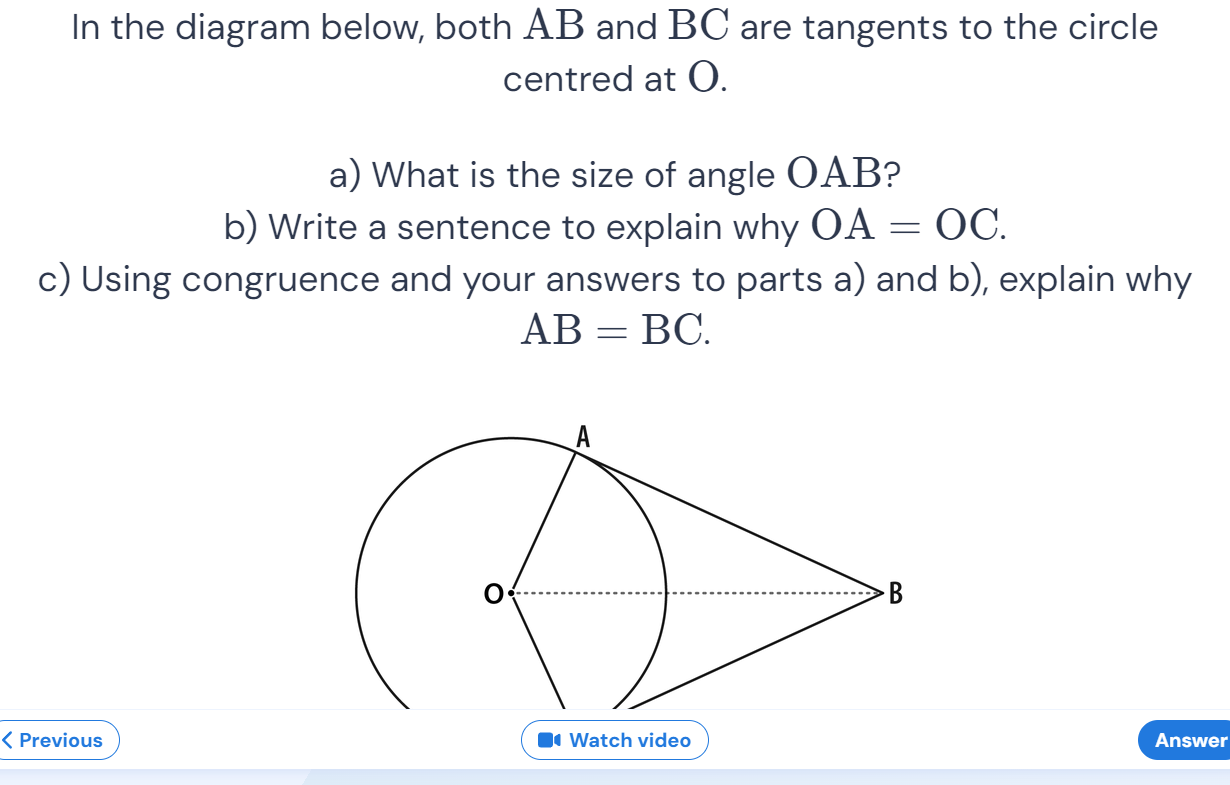 In the diagram below, both AB and BC are tangents to the circle
centred at O.
a) What is the size of angle OAB?
b) Write a sentence to explain why OA = OC.
c) Using congruence and your answers to parts a) and b), explain why
AB = BC.
A
O
B
Previous
Watch video
Answer